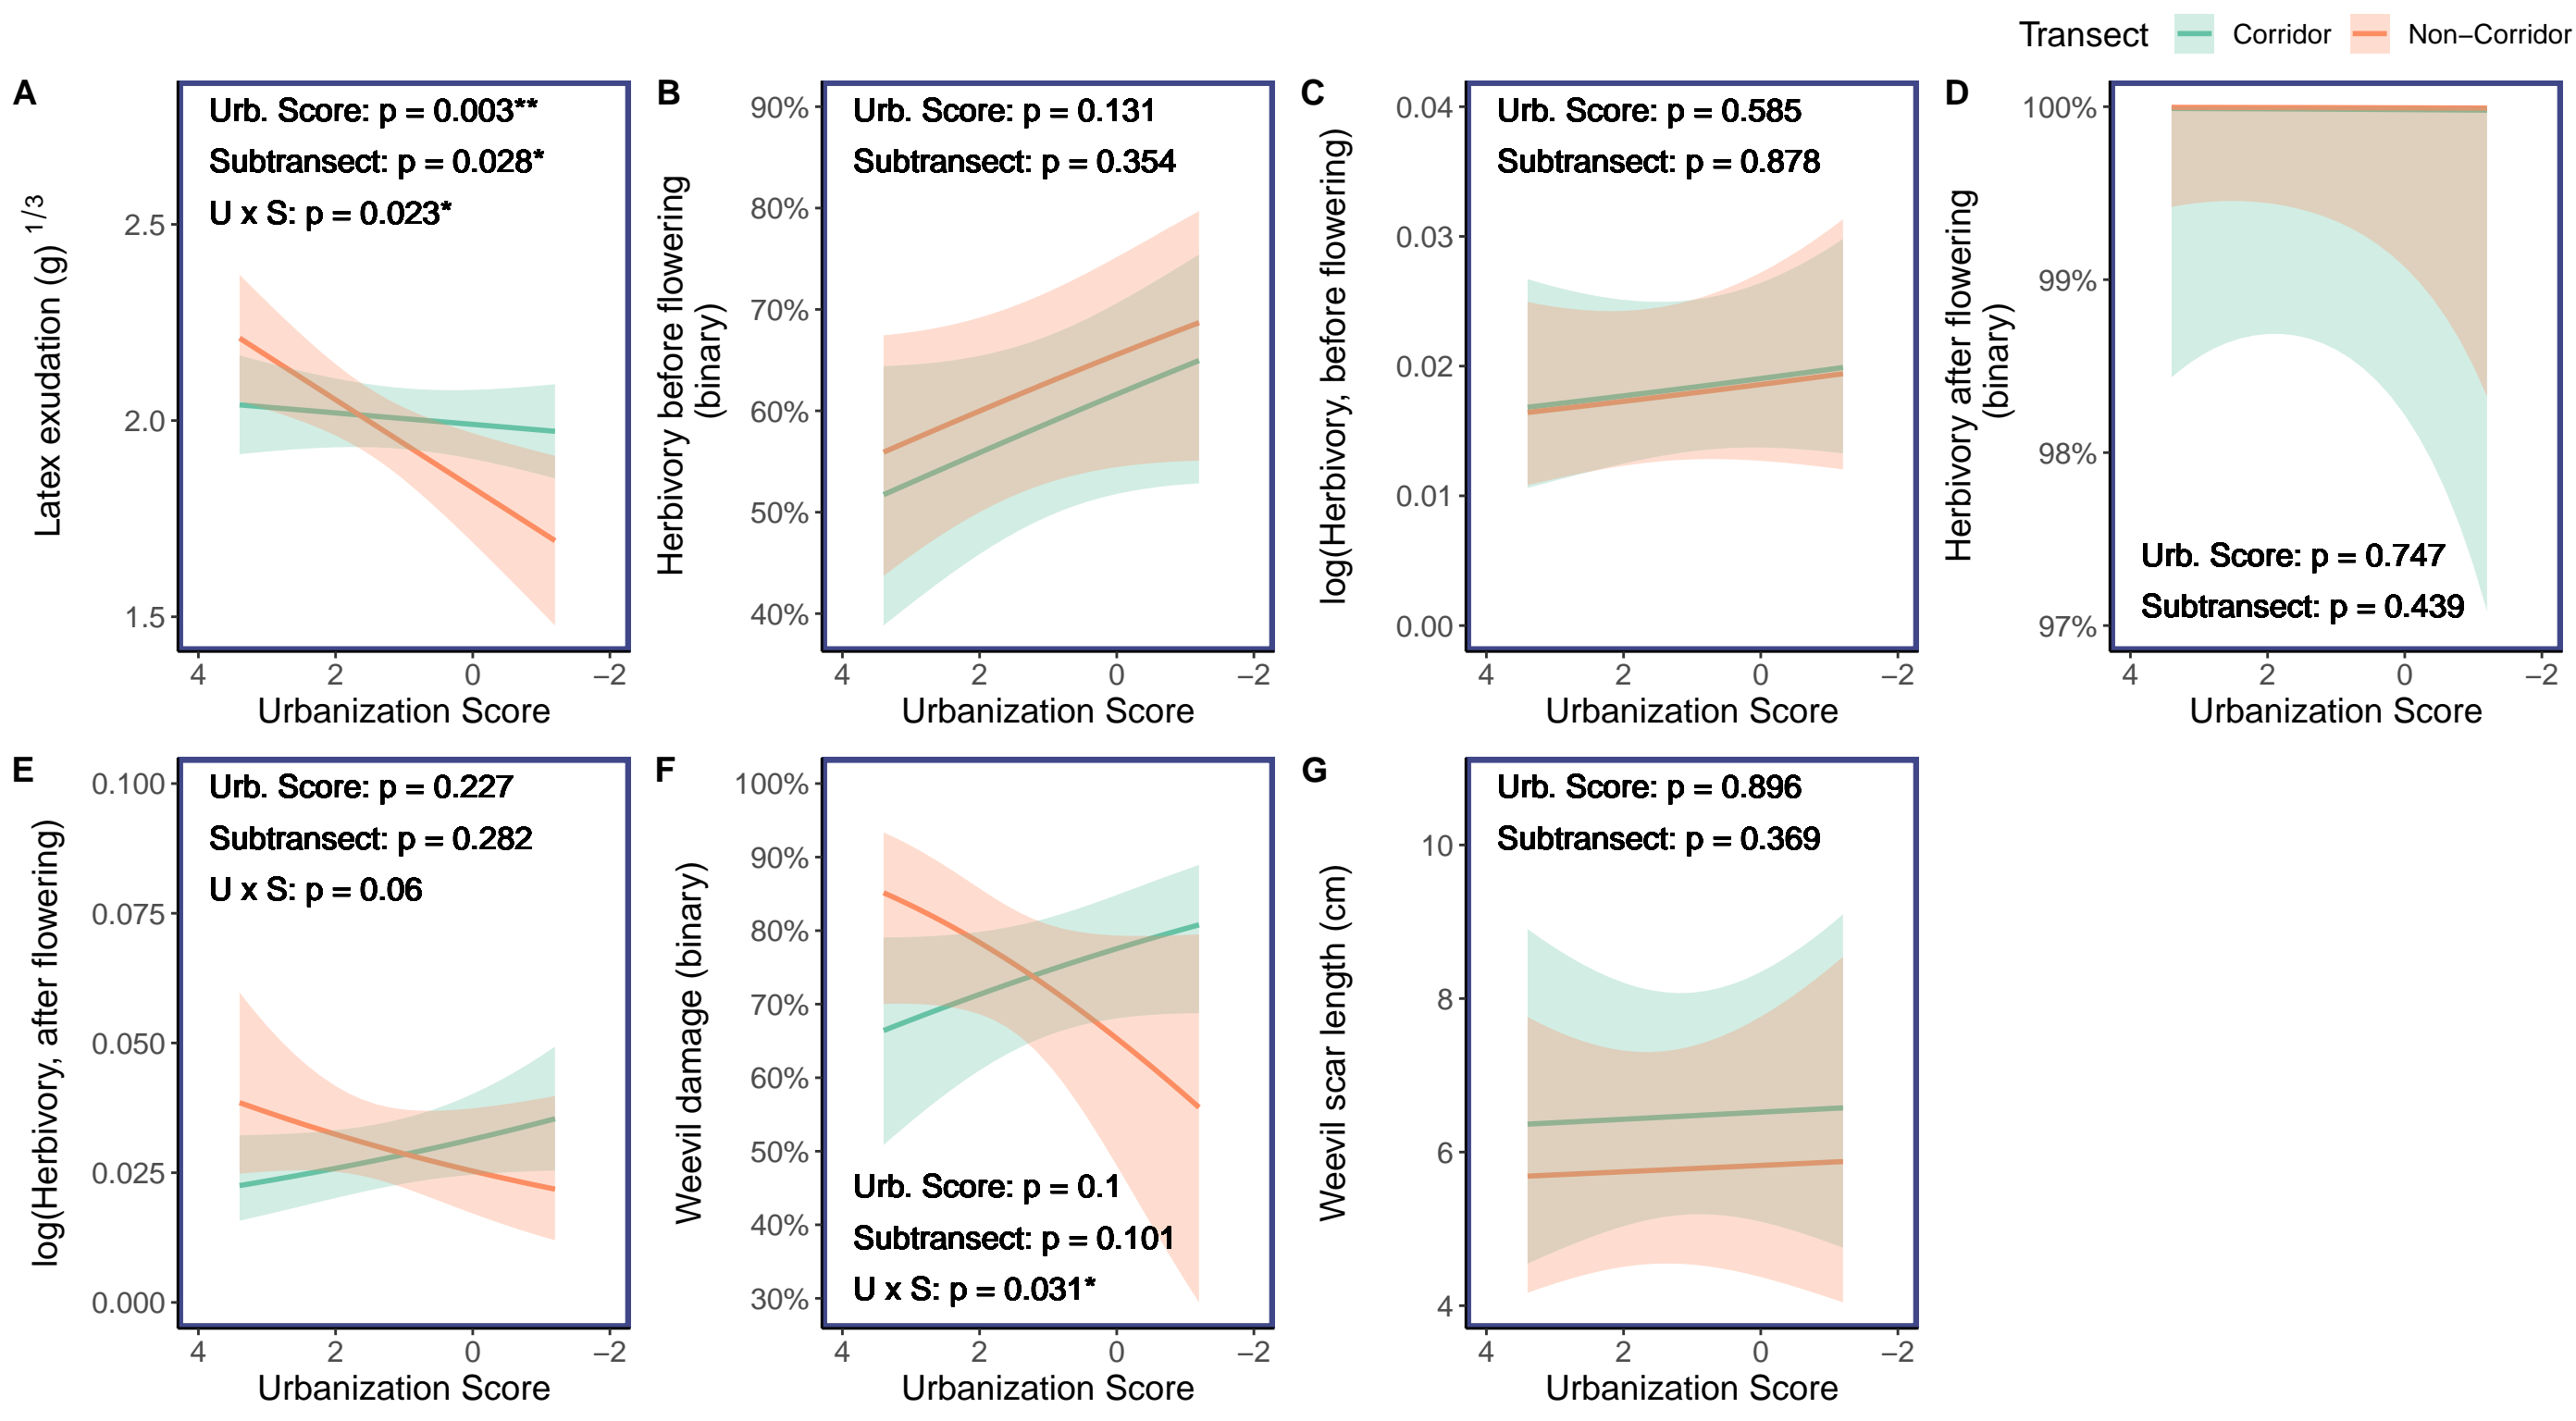 Transect Corridor Non−Corridor
A
Urb. Score: p = 0.003**
Subtransect: p = 0.028*
U x S: p = 0.023*
Latex exudation (g) 1/3
2.5
2.0
1.5
4 2 0 −2
Urbanization Score
B
Urb. Score: p = 0.131
Subtransect: p = 0.354
Herbivory before flowering
(binary)
90%
80%
70%
60%
50%
40%
4 2 0 −2
Urbanization Score
C
Urb. Score: p = 0.585
Subtransect: p = 0.878
log(Herbivory, before flowering)
0.04
0.03
0.02
0.01
0.00
4 2 0 −2
Urbanization Score
D
Herbivory after flowering
(binary)
100%
99%
98%
97%
Urb. Score: p = 0.747
Subtransect: p = 0.439
4 2 0 −2
Urbanization Score
E
Urb. Score: p = 0.227
Subtransect: p = 0.282
U x S: p = 0.06
log(Herbivory, after flowering)
0.100
0.075
0.050
0.025
0.000
4 2 0 −2
Urbanization Score
F
Weevil damage (binary)
100%
90%
80%
70%
60%
50%
40%
30%
Urb. Score: p = 0.1
Subtransect: p = 0.101
U x S: p = 0.031*
4 2 0 −2
Urbanization Score
G
Urb. Score: p = 0.896
Subtransect: p = 0.369
Weevil scar length (cm)
10
8
6
4
4 2 0 −2
Urbanization Score